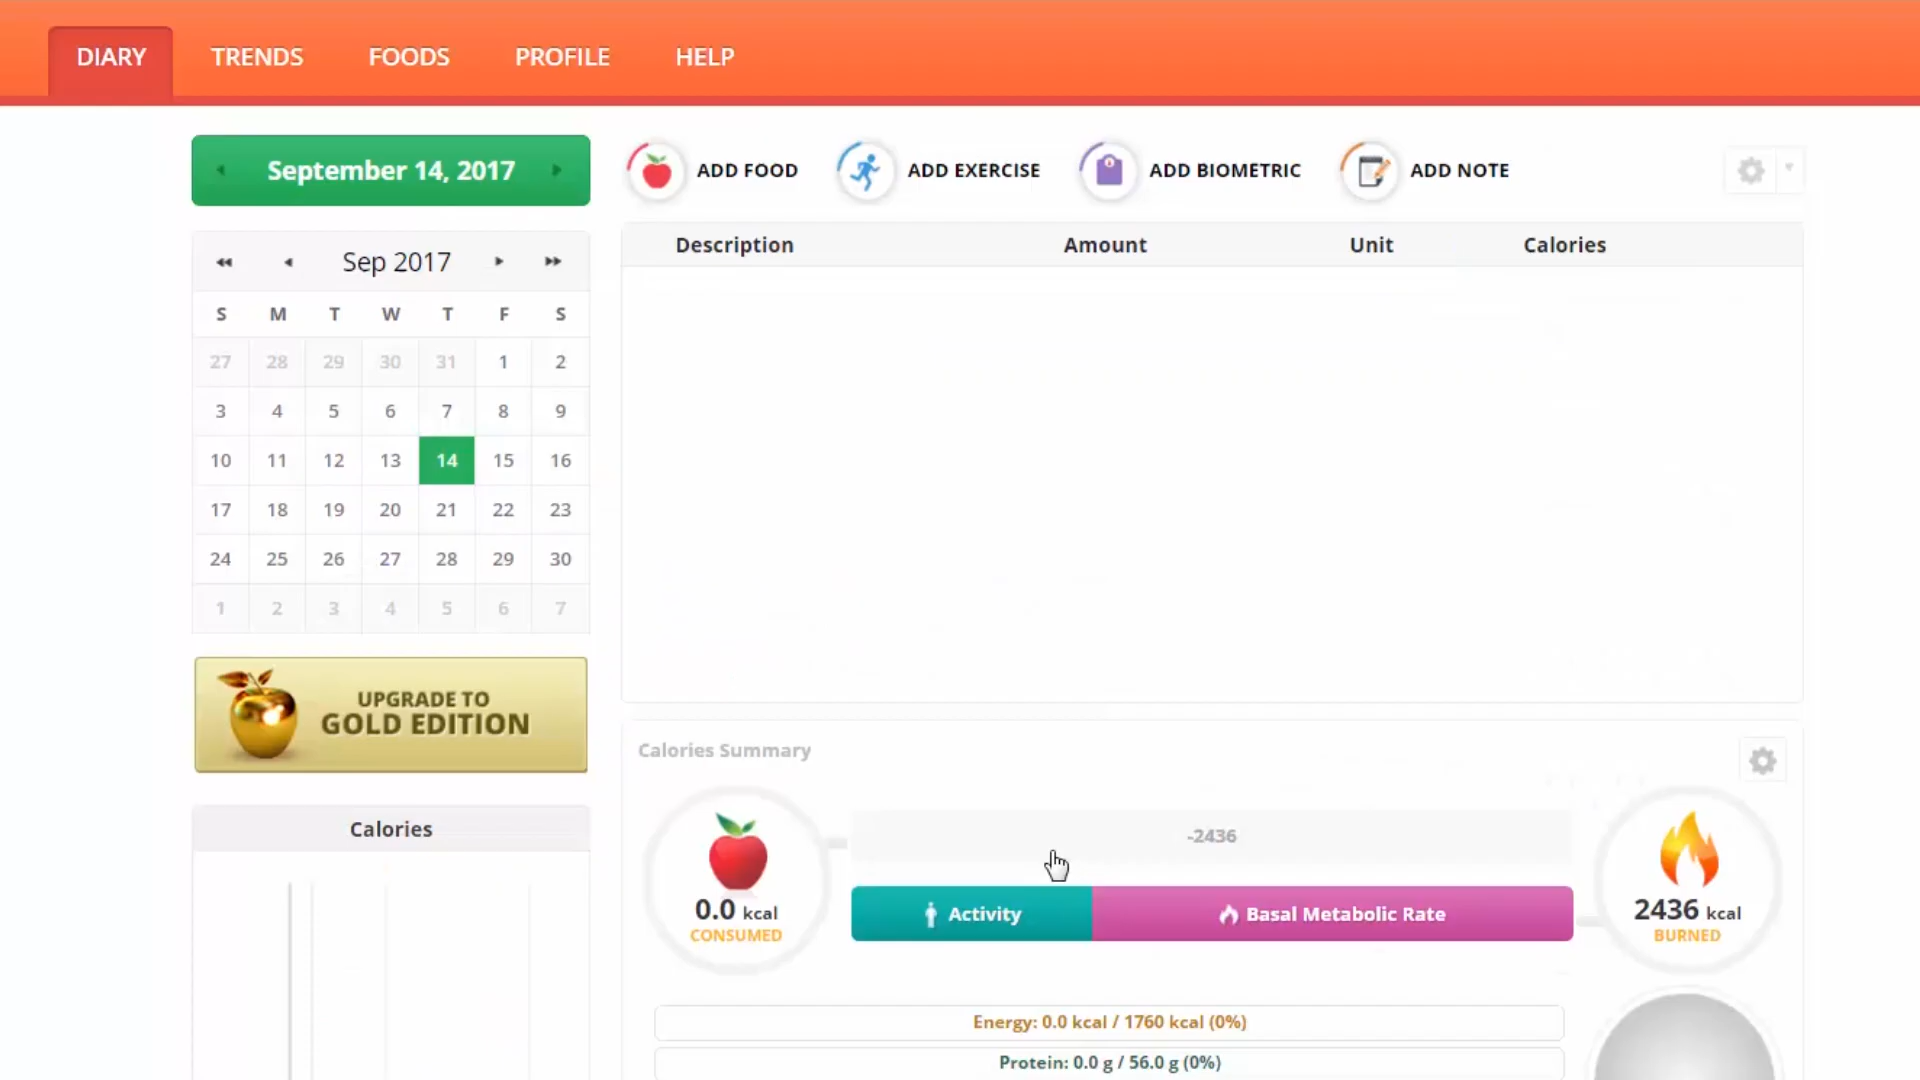 DIARY TRENDS FOODS PROFILE HELP
September 14, 2017
ADD FOOD ADD EXERCISE ADD BIOMETRIC ADD NOTE
Sep 2017
S M T W T F S
27 28 29 30 31 1 2
3 4 5 6 7 8 9
10 11 12 13 14 15 16
17 18 19 20 21 22 23
24 25 26 27 28 29 30
1 2 3 4 5 6 7
UPGRADE TO
GOLD EDITION
Calories
Description Amount Unit Calories
Calories Summary
0.0 kcal
CONSUMED
-2436
Activity Basal Metabolic Rate
2436 kcal
BURNED
Energy: 0.0 kcal / 1760 kcal (0%)
Protein: 0.0 g / 56.0 g (0%)